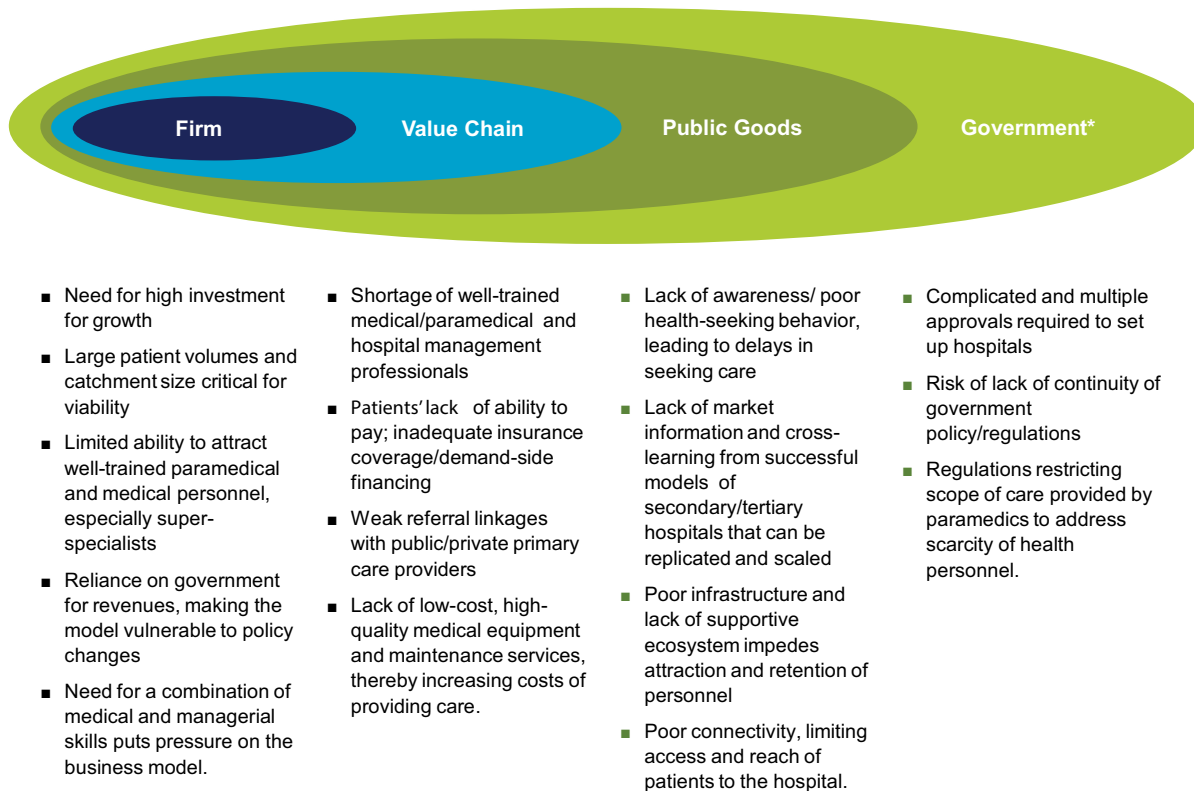 Firm
Value Chain
Public Goods
Government*
■ Need for high investment
for growth
■ Large patient volumes and
catchment size critical for
viability
■ Limited ability to attract
well-trained paramedical
and medical personnel,
especially super-
specialists
■ Reliance on government
for revenues, making the
model vulnerable to policy
changes
■ Need for a combination of
medical and managerial
skills puts pressure on the
business model.
■ Shortage of well-trained
medical/paramedical and
hospital management
professionals
■ Patients' lack of ability to
pay; inadequate insurance
coverage/demand-side
financing
■ Weak referral linkages
with public/private primary
care providers
■ Lack of low-cost, high-
quality medical equipment
and maintenance services,
thereby increasing costs of
providing care.
■ Lack of awareness/ poor
health-seeking behavior,
leading to delays in
seeking care
■ Lack of market
information and cross-
learning from successful
models of
secondary/tertiary
hospitals that can be
replicated and scaled
■ Poor infrastructure and
lack of supportive
ecosystem impedes
attraction and retention of
personnel
■ Poor connectivity, limiting
access and reach of
patients to the hospital.
■ Complicated and multiple
approvals required to set
up hospitals
■ Risk of lack of continuity of
government
policy/regulations
■ Regulations restricting
scope of care provided by
paramedics to address
scarcity of health
personnel.